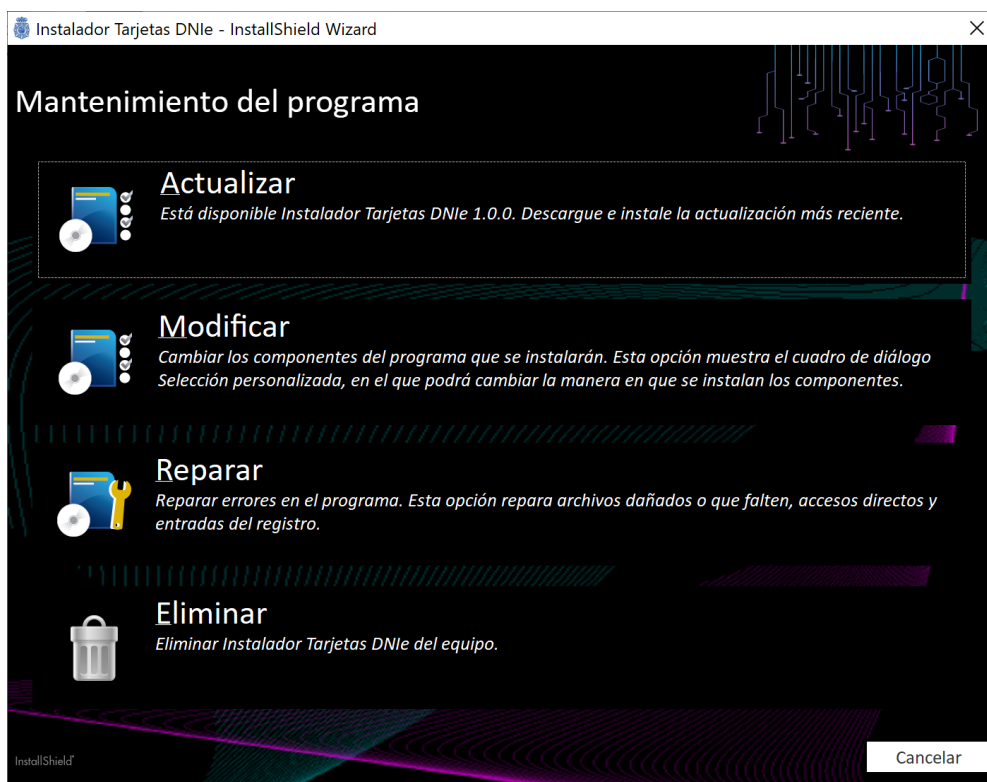 Instalador Tarjetas DNIe - InstallShield Wizard
Mantenimiento del programa
Actualizar
Está disponible Instalador Tarjetas DNIe 1.0.0. Descargue e instale la actualización más reciente.
Modificar
Cambiar los componentes del programa que se instalarán. Esta opción muestra el cuadro de diálogo
Selección personalizada, en el que podrá cambiar la manera en que se instalan los componentes.
Reparar
Reparar errores en el programa. Esta opción repara archivos dañados o que falten, accesos directos y
entradas del registro.
Eliminar
Eliminar Instalador Tarjetas DNIe del equipo.
InstallShield
Cancelar